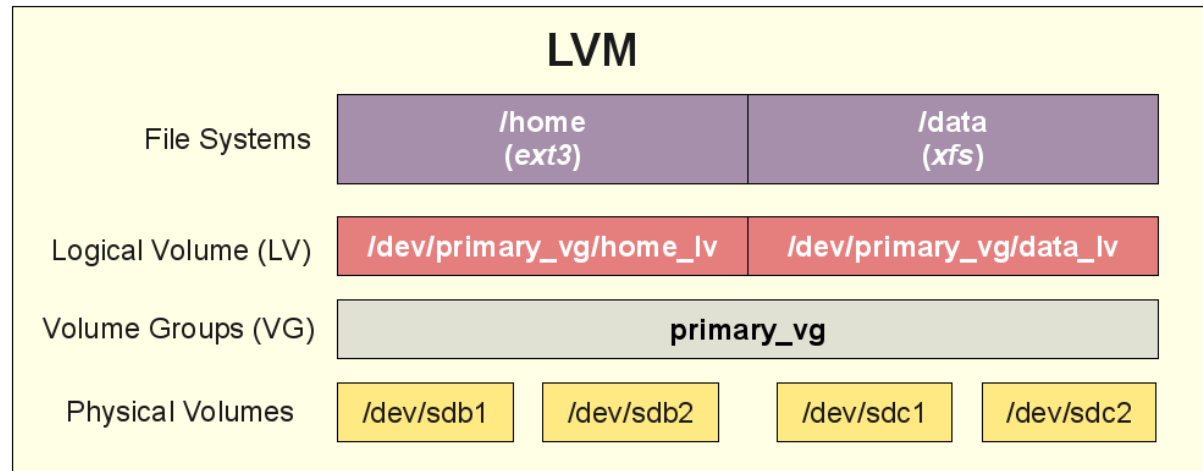 LVM
File Systems
/home
(ext3)
/data
(xfs)
Logical Volume (LV)
/dev/primary_vg/home_lv
/dev/primary_vg/data_lv
Volume Groups (VG)
primary_vg
Physical Volumes
/dev/sdb1
/dev/sdb2
/dev/sdc1
/dev/sdc2